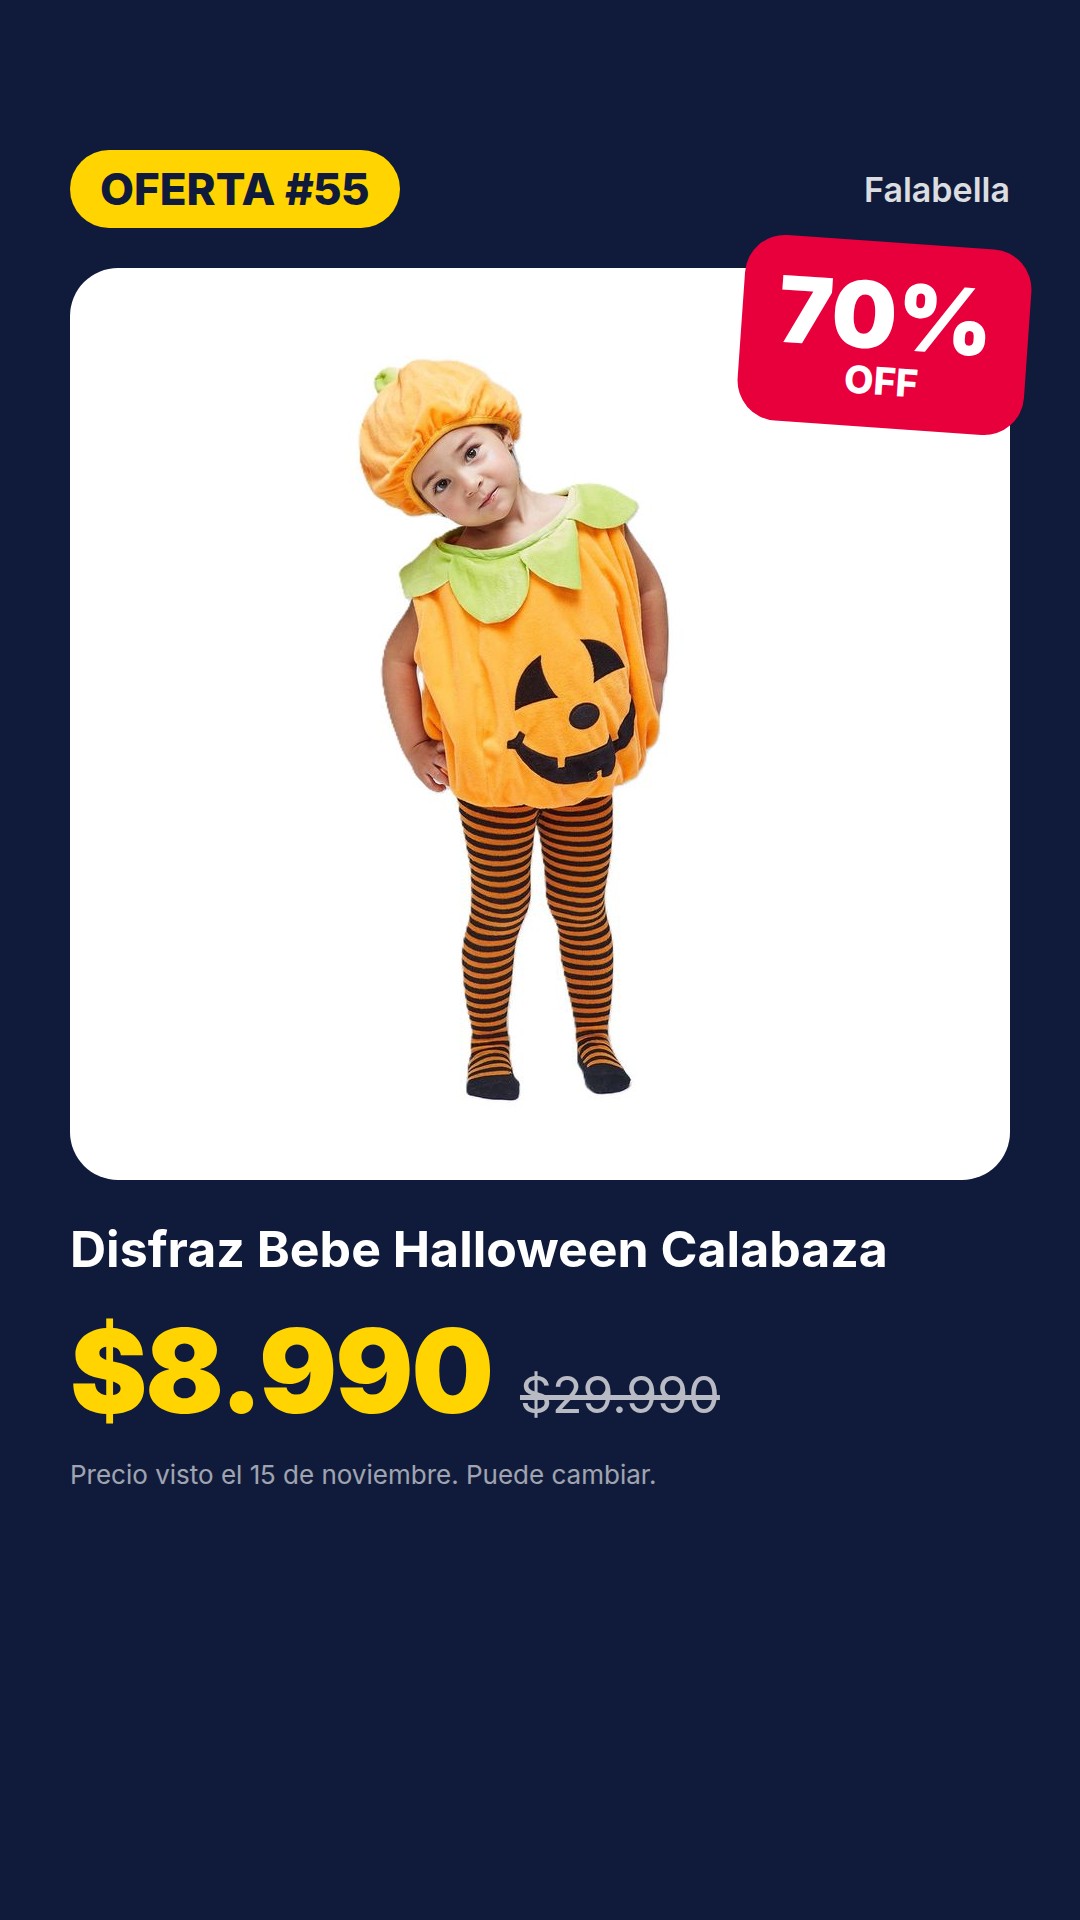 OFERTA #55
Falabella
70%
OFF
Disfraz Bebe Halloween Calabaza
$8.990 $29.990
Precio visto el 15 de noviembre. Puede cambiar.